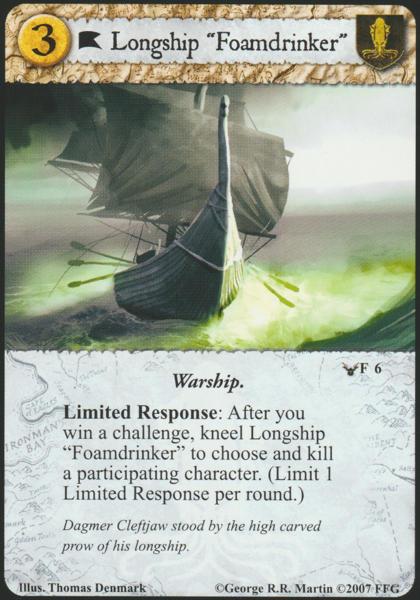 3 Longship “Foamdrinker”
Warship.
F 6
Limited Response: After you
win a challenge, kneel Longship
“Foamdrinker” to choose and kill
a participating character. (Limit 1
Limited Response per round.)
Dagmer Cleftjaw stood by the high carved
prow of his longship.
IRONMAN'S
BAY
Illus. Thomas Denmark ©George R.R. Martin ©2007 FFG